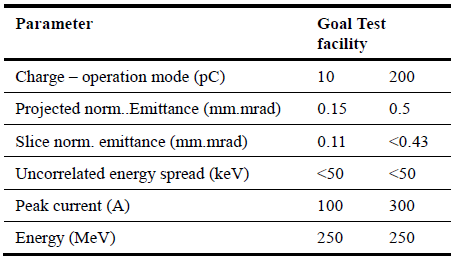 Parameter Goal Test
facility
Charge – operation mode (pC) 10 200
Projected norm..Emittance (mm.mrad) 0.15 0.5
Slice norm. emittance (mm.mrad) 0.11 <0.43
Uncorrelated energy spread (keV) <50 <50
Peak current (A) 100 300
Energy (MeV) 250 250